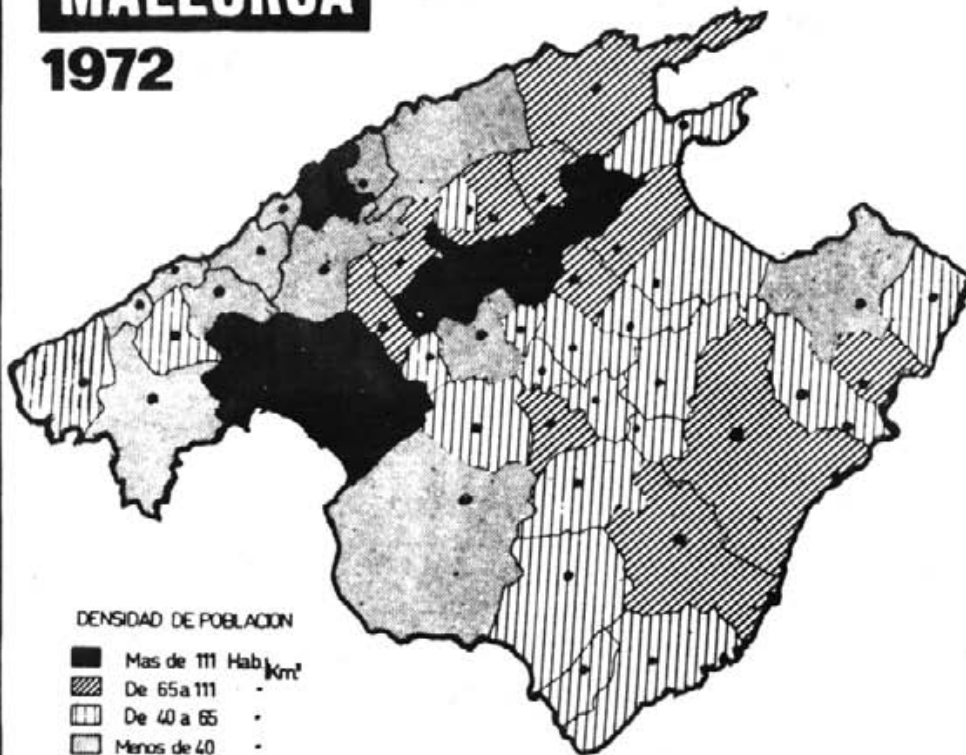 MALLORCA
1972
DENSIDAD DE POBLACION
Mas de 111 Hab/Km²
De 65 a 111 "
De 40 a 65 "
Menos de 40 "